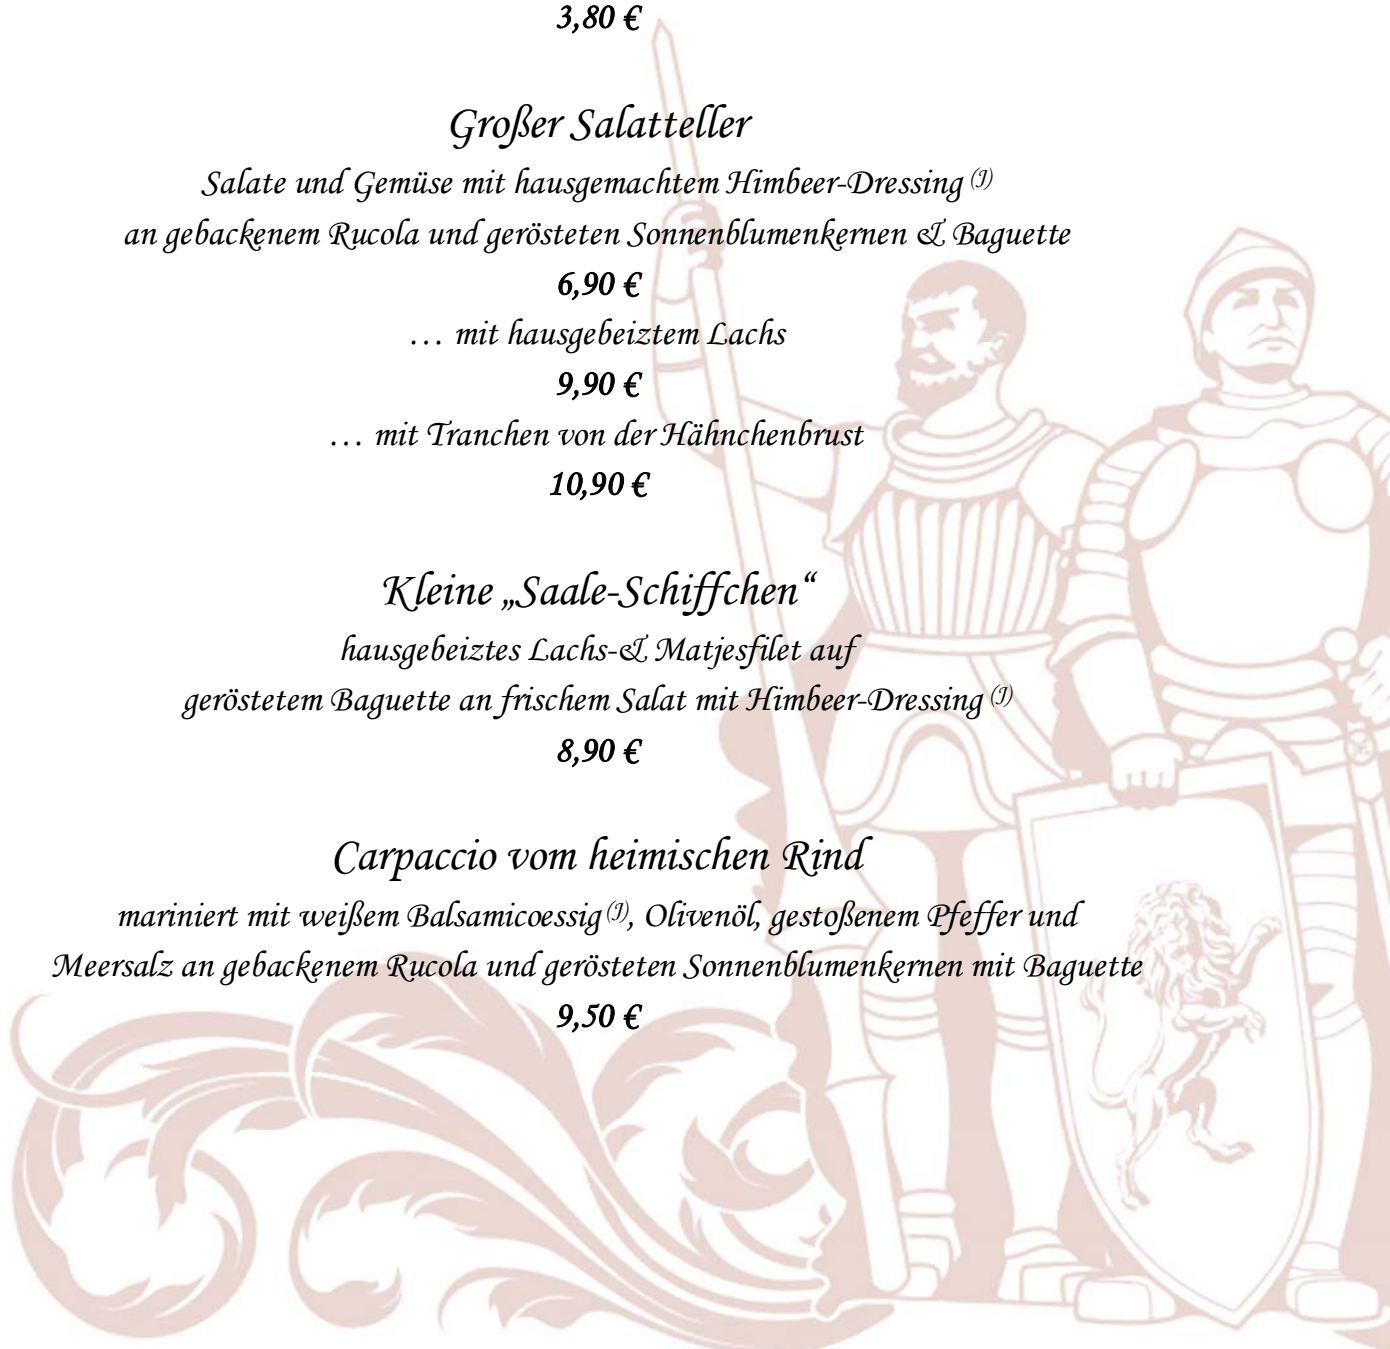 3,80 €
Großer Salatteller
Salate und Gemüse mit hausgemachtem Himbeer-Dressing (J)
an gebackenem Rucola und gerösteten Sonnenblumenkernen & Baguette
6,90 €
… mit hausgebeiztem Lachs
9,90 €
… mit Tranchen von der Hähnchenbrust
10,90 €
Kleine „Saale-Schiffchen“
hausgebeiztes Lachs-& Matjesfilet auf
geröstetem Baguette an frischem Salat mit Himbeer-Dressing (J)
8,90 €
Carpaccio vom heimischen Rind
mariniert mit weißem Balsamicoessig (J), Olivenöl, gestoßenem Pfeffer und
Meersalz an gebackenem Rucola und gerösteten Sonnenblumenkernen mit Baguette
9,50 €